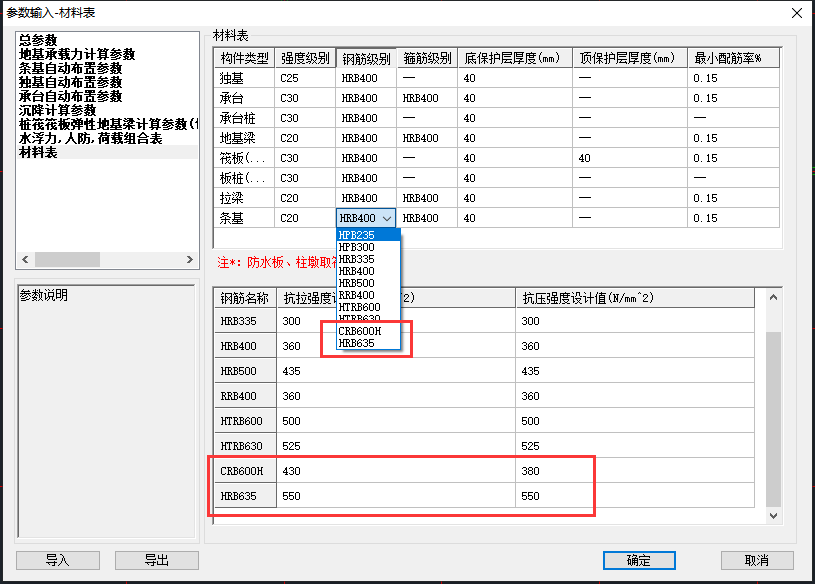 参数输入-材料表
总参数
地基承载力计算参数
条基自动布置参数
独基自动布置参数
承台自动布置参数
沉降计算参数
桩筏筏板弹性地基梁计算参数(
水浮力,人防,荷载组合表
材料表
参数说明
材料表
构件类型 强度级别 钢筋级别 箍筋级别 底保护层厚度(mm) 顶保护层厚度(mm) 最小配筋率%
独基 C25 HRB400 — 40 — 0.15
承台 C30 HRB400 HRB400 40 — 0.15
承台桩 C30 HRB400 — 40 — —
地基梁 C20 HRB400 HRB400 40 — 0.15
筏板(... C30 HRB400 — 40 40 0.15
板桩(... C30 HRB400 — 40 — —
拉梁 C20 HRB400 HRB400 40 — 0.15
条基 C20 HRB400 HRB400 40 — 0.15
HPB235
HPB300
HRB335
HRB400
HRB500
RRB400
HTRB600
HTRB630
CRB600H
HRB635
注*: 防水板、柱墩取
钢筋名称 抗拉强度 2) 抗压强度设计值(N/mm^2)
HRB335 300 300
HRB400 360 360
HRB500 435 435
RRB400 360 360
HTRB600 500 500
HTRB630 525 525
CRB600H 430 380
HRB635 550 550
导入 导出 确定 取消